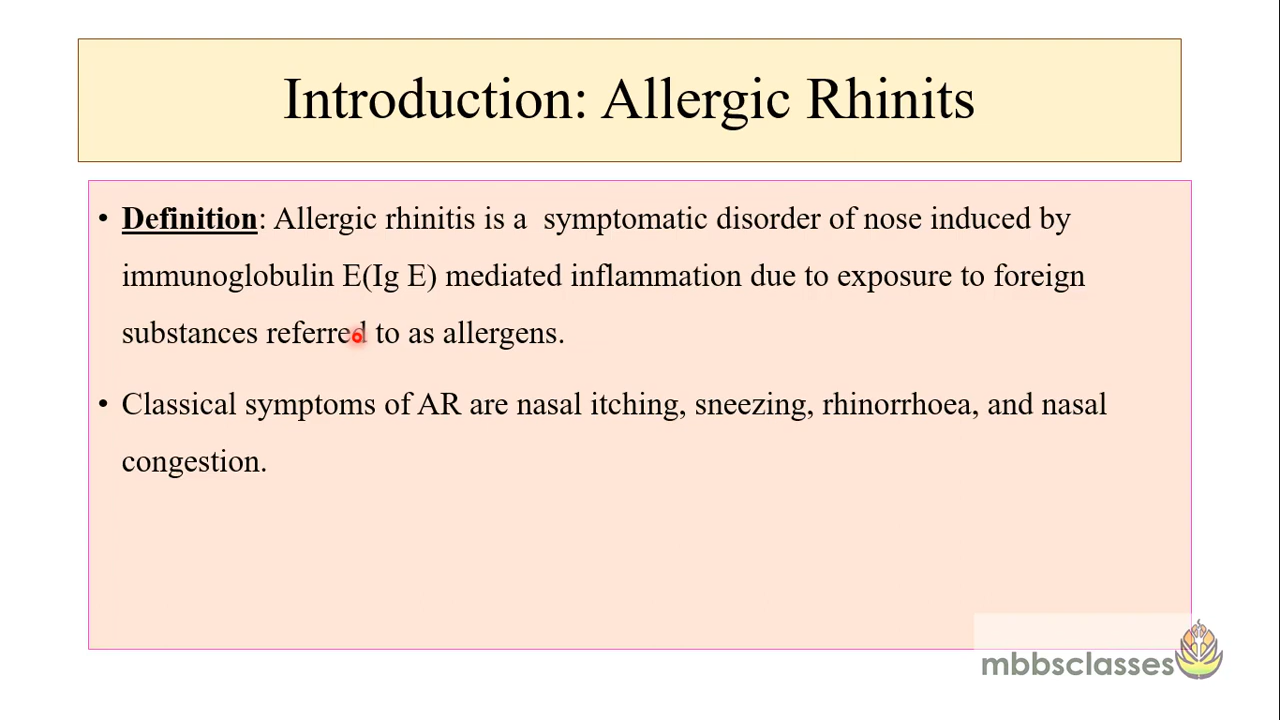 Introduction: Allergic Rhinits
• Definition: Allergic rhinitis is a symptomatic disorder of nose induced by
immunoglobulin E(Ig E) mediated inflammation due to exposure to foreign
substances referred to as allergens.
• Classical symptoms of AR are nasal itching, sneezing, rhinorrhoea, and nasal
congestion.
mbbsclasses